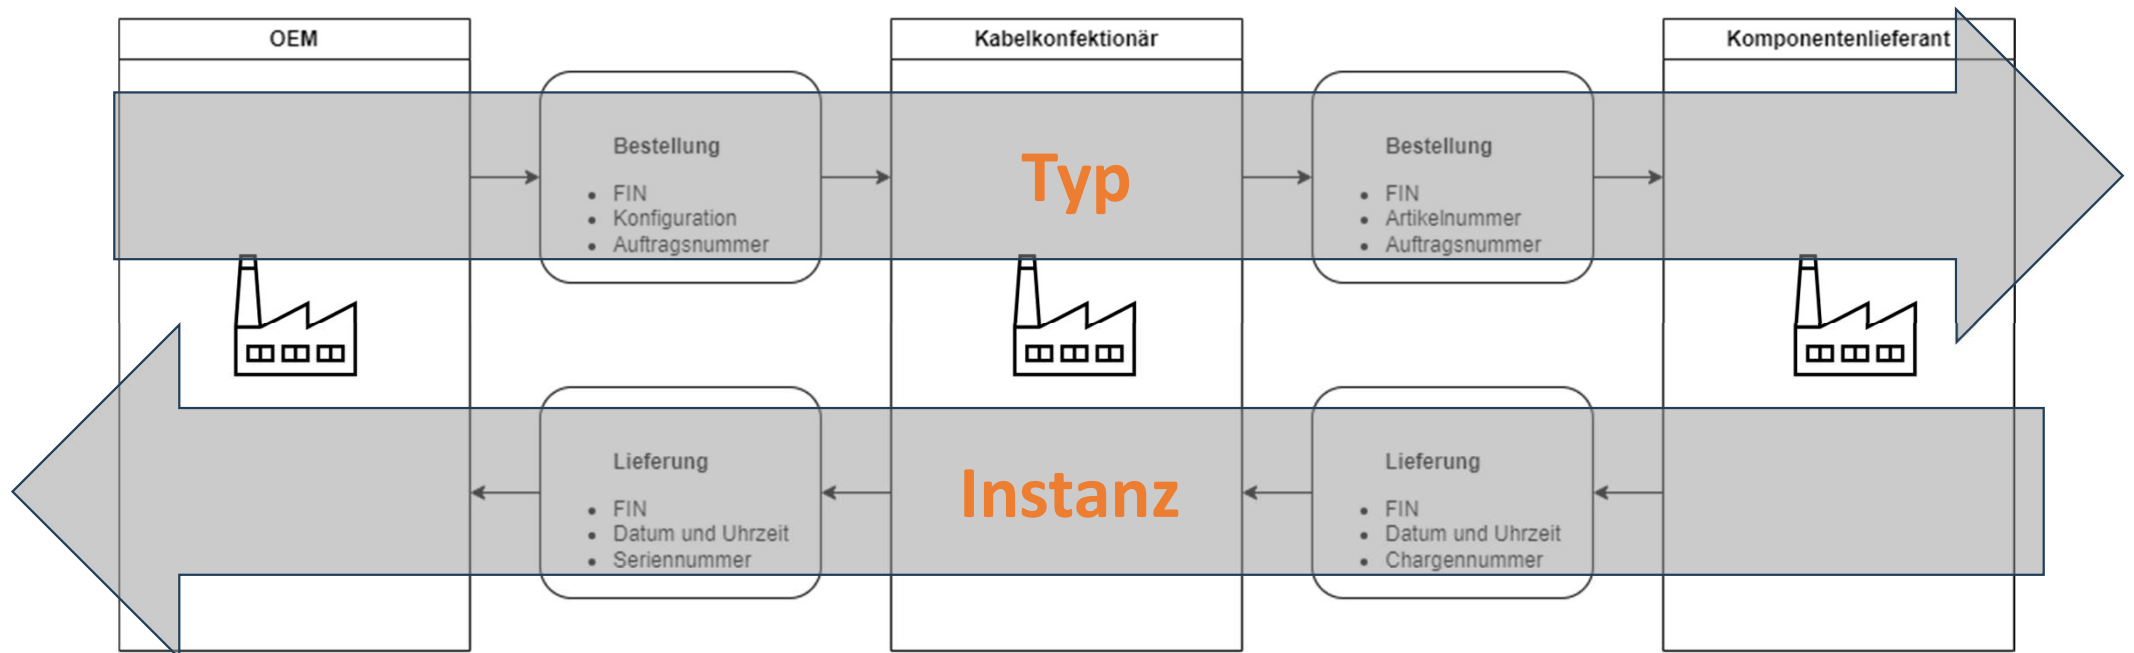 OEM
Kabelkonfektionär
Komponentenlieferant
Bestellung
• FIN
• Konfiguration
• Auftragsnummer
Typ
Bestellung
• FIN
• Artikelnummer
• Auftragsnummer
Lieferung
• FIN
• Datum und Uhrzeit
• Seriennummer
Instanz
Lieferung
• FIN
• Datum und Uhrzeit
• Chargennummer